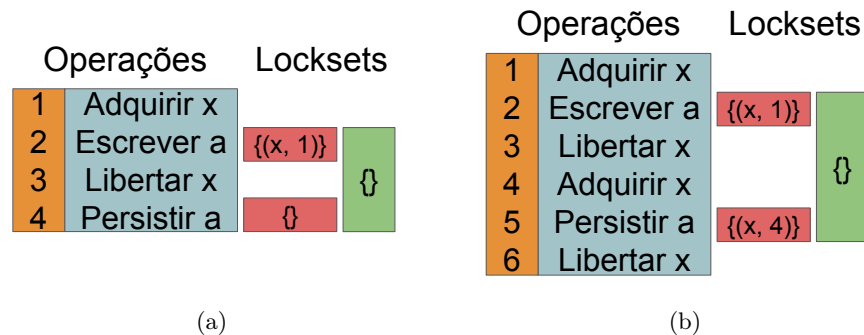 Operações Locksets
1 Adquirir x
2 Escrever a {(x, 1)}
3 Libertar x {}
4 Persistir a {}
(a)
Operações Locksets
1 Adquirir x
2 Escrever a {(x, 1)}
3 Libertar x
4 Adquirir x {}
5 Persistir a {(x, 4)}
6 Libertar x
(b)